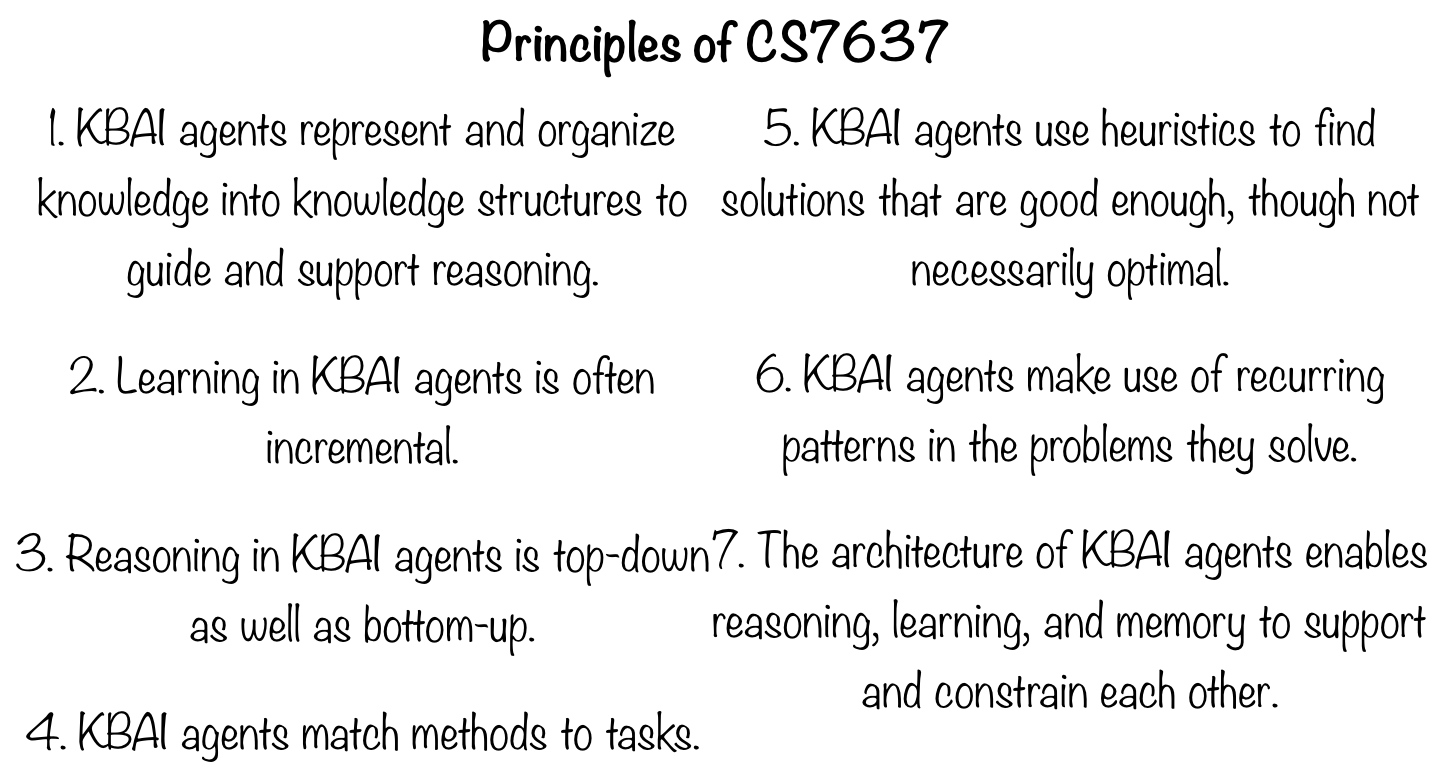 Principles of CS7637
1. KBAI agents represent and organize
knowledge into knowledge structures to
guide and support reasoning.
2. Learning in KBAI agents is often
incremental.
3. Reasoning in KBAI agents is top-down
as well as bottom-up.
4. KBAI agents match methods to tasks.
5. KBAI agents use heuristics to find
solutions that are good enough, though not
necessarily optimal.
6. KBAI agents make use of recurring
patterns in the problems they solve.
7. The architecture of KBAI agents enables
reasoning, learning, and memory to support
and constrain each other.